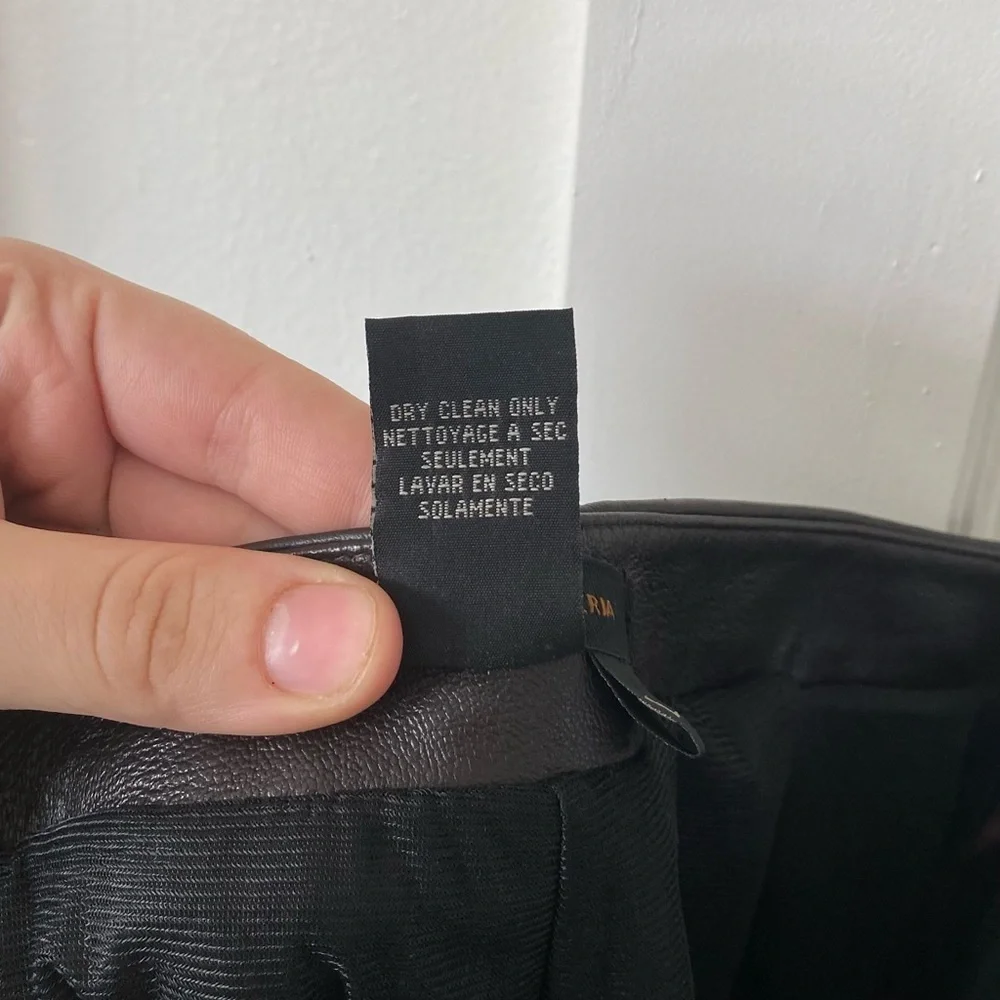 DRY CLEAN ONLY
NETTOYAGE A SEC
SEULEMENT
LAVAR EN SECO
SOLAMENTE